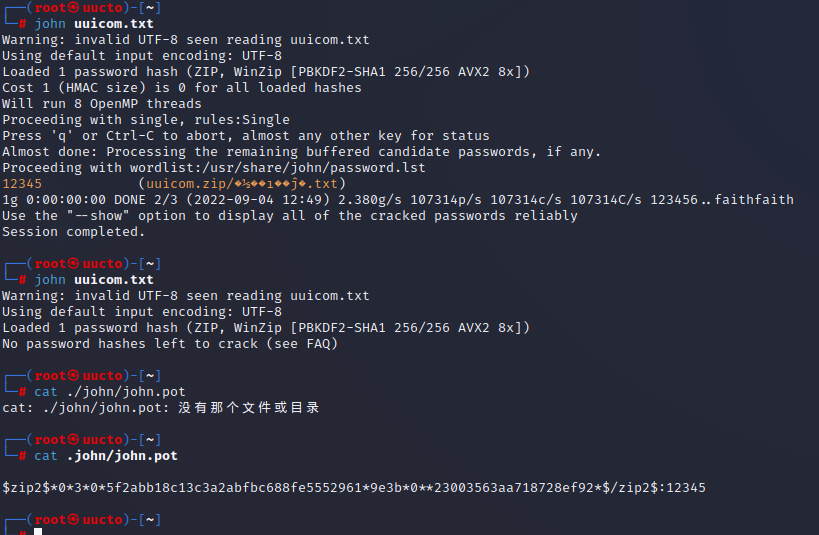 ┌──(root㉿uucto)-[~]
└─# john uuicom.txt
Warning: invalid UTF-8 seen reading uuicom.txt
Using default input encoding: UTF-8
Loaded 1 password hash (ZIP, WinZip [PBKDF2-SHA1 256/256 AVX2 8x])
Cost 1 (HMAC size) is 0 for all loaded hashes
Will run 8 OpenMP threads
Proceeding with single, rules:Single
Press 'q' or Ctrl-C to abort, almost any other key for status
Almost done: Processing the remaining buffered candidate passwords, if any.
Proceeding with wordlist:/usr/share/john/password.lst
12345            (uuicom.zip/.txt)
1g 0:00:00:00 DONE 2/3 (2022-09-04 12:49) 2.380g/s 107314p/s 107314c/s 107314C/s 123456..faithfaith
Use the "--show" option to display all of the cracked passwords reliably
Session completed.
┌──(root㉿uucto)-[~]
└─# john uuicom.txt
Warning: invalid UTF-8 seen reading uuicom.txt
Using default input encoding: UTF-8
Loaded 1 password hash (ZIP, WinZip [PBKDF2-SHA1 256/256 AVX2 8x])
No password hashes left to crack (see FAQ)
┌──(root㉿uucto)-[~]
└─# cat ./john/john.pot
cat: ./john/john.pot: 没有那个文件或目录
┌──(root㉿uucto)-[~]
└─# cat .john/john.pot
$zip2$*0*3*0*5f2abb18c13c3a2abfbc688fe5552961*9e3b*0**23003563aa718728ef92*$/zip2$:12345
┌──(root㉿uucto)-[~]
└─#